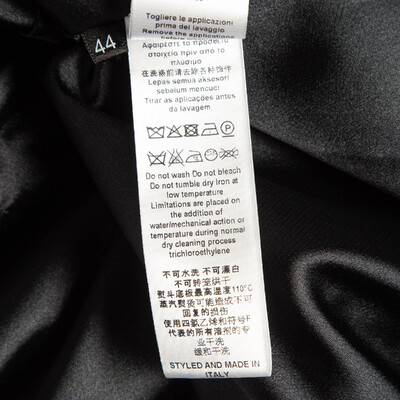 Togliere le applicazioni
prima del lavaggio
Remove the applications
before
44
Αφαιρέστε τα πρόσθετα
στοιχεία πριν από το
πλύσιμο
在洗涤前请去除各种饰件
Lepas semua aksesori
sebelum mencuci
Tirar as aplicações antes
da lavagem
P
Do not wash Do not bleach
Do not tumble dry Iron at
low temperature
Limitations are placed on
the addition of
water/mechanical action or
temperature during normal
dry cleaning process
trichloroethylene
不可水洗 不可漂白
不可转笼烘干
熨斗底板最高温度110°C
蒸汽熨烫可能造成不可
回复的损伤
使用四氯乙烯和符号F
代表的所有溶剂的专
业干洗
缓和干洗
STYLED AND MADE IN
ITALY